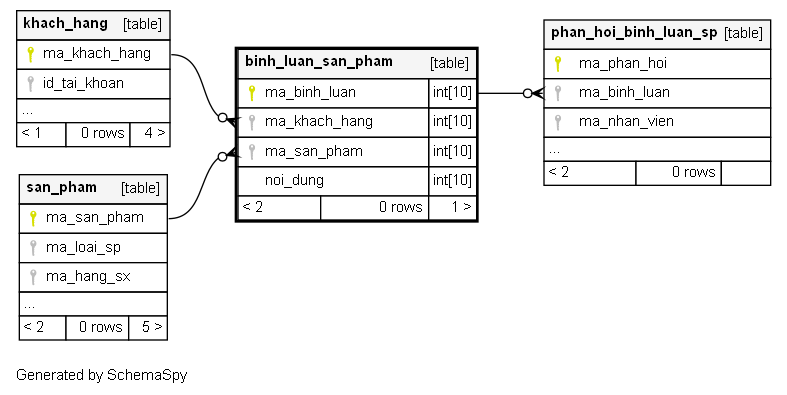 khach_hang [table]
ma_khach_hang
id_tai_khoan
...
< 1 0 rows 4 >
san_pham [table]
ma_san_pham
ma_loai_sp
ma_hang_sx
...
< 2 0 rows 5 >
binh_luan_san_pham [table]
ma_binh_luan int[10]
ma_khach_hang int[10]
ma_san_pham int[10]
noi_dung int[10]
< 2 0 rows 1 >
phan_hoi_binh_luan_sp [table]
ma_phan_hoi
ma_binh_luan
ma_nhan_vien
...
< 2 0 rows
Generated by SchemaSpy